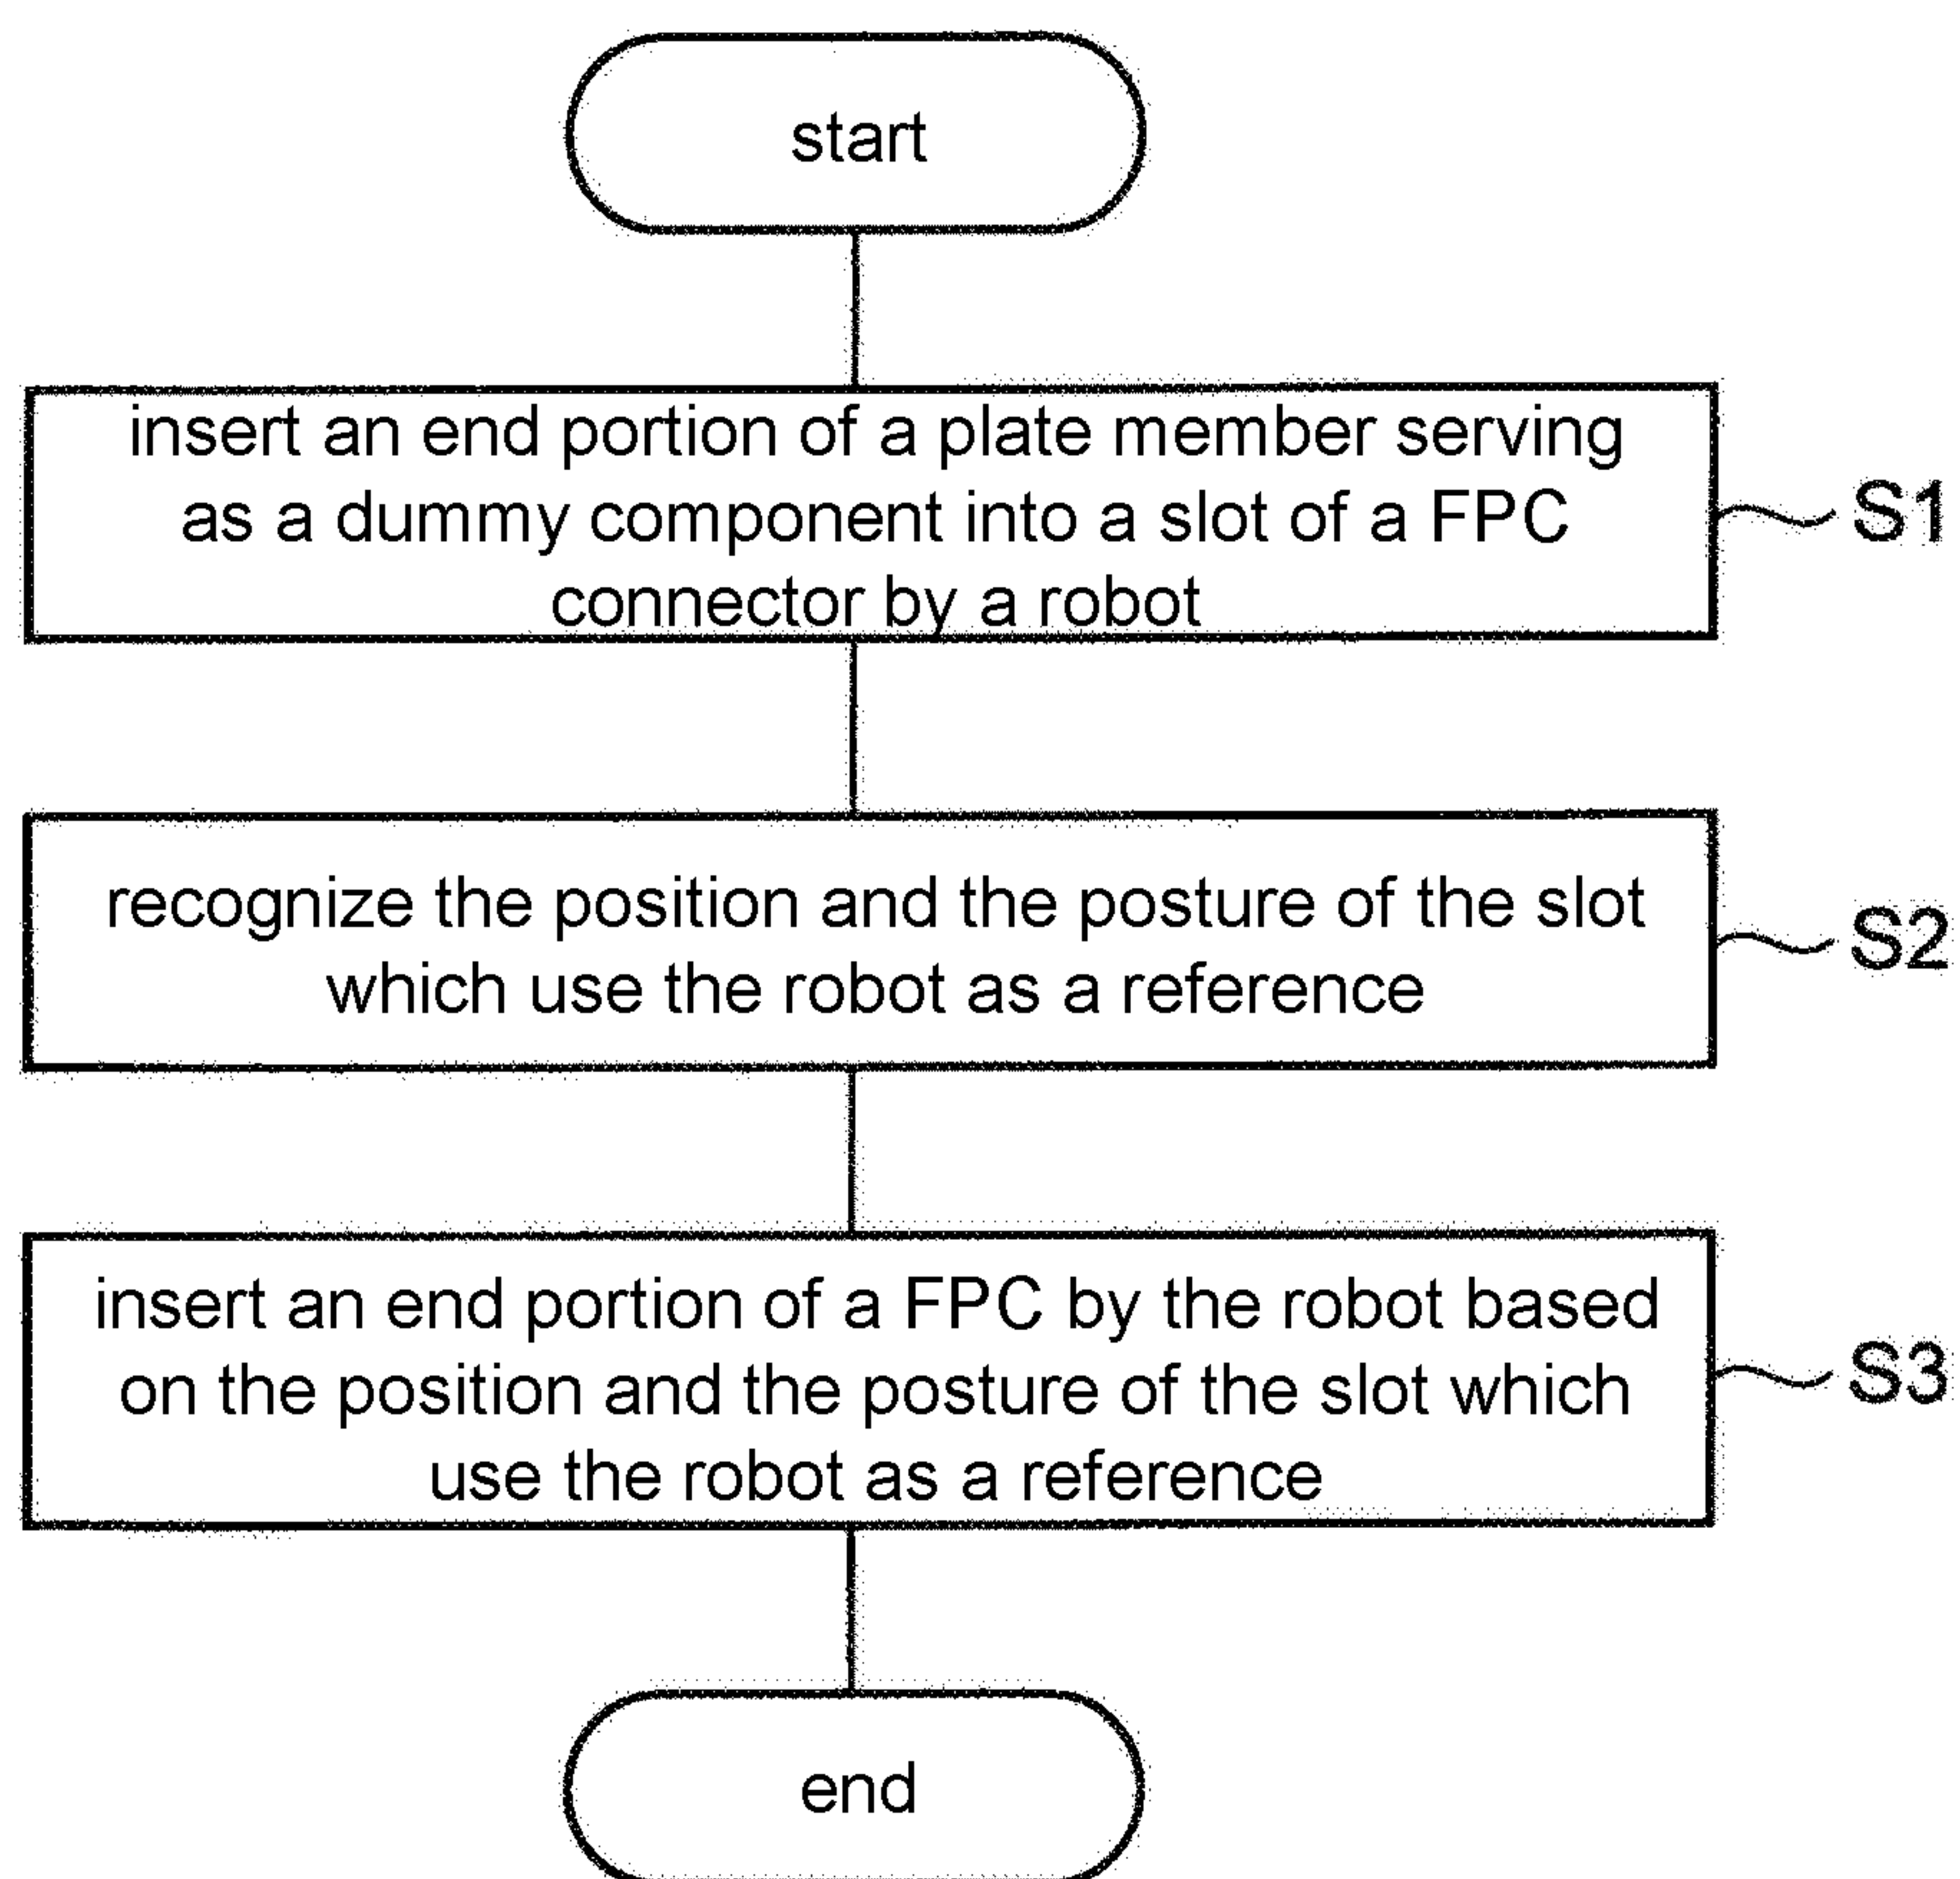 start
insert an end portion of a plate member serving
as a dummy component into a slot of a FPC
connector by a robot
S1
recognize the position and the posture of the slot
which use the robot as a reference
S2
insert an end portion of a FPC by the robot based
on the position and the posture of the slot which
use the robot as a reference
S3
end